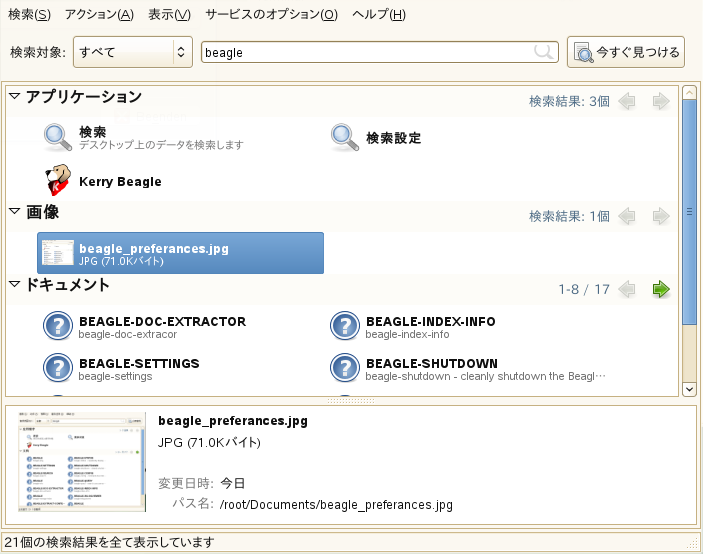 検索(S) アクション(A) 表示(V) サービスのオプション(O) ヘルプ(H)
検索対象: すべて beagle 今すぐ見つける
アプリケーション 検索結果: 3個
検索 検索設定
デスクトップ上のデータを検索します
Kerry Beagle
画像 検索結果: 1個
beagle_preferances.jpg
JPG (71.0Kバイト)
ドキュメント 1-8 / 17
BEAGLE-DOC-EXTRACTOR BEAGLE-INDEX-INFO
beagle-doc-extracor beagle-index-info
BEAGLE-SETTINGS BEAGLE-SHUTDOWN
beagle-settings beagle-shutdown - cleanly shutdown the Beagl…
beagle_preferances.jpg
JPG (71.0Kバイト)
変更日時: 今日
パス名: /root/Documents/beagle_preferances.jpg
21個の検索結果を全て表示しています